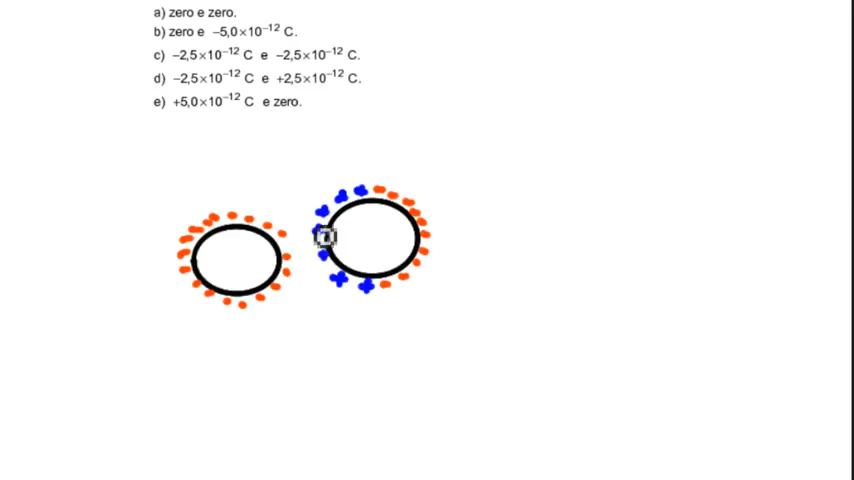 a) zero e zero.
b) zero e −5,0×10⁻¹² C.
c) −2,5×10⁻¹² C e −2,5×10⁻¹² C.
d) −2,5×10⁻¹² C e +2,5×10⁻¹² C.
e) +5,0×10⁻¹² C e zero.